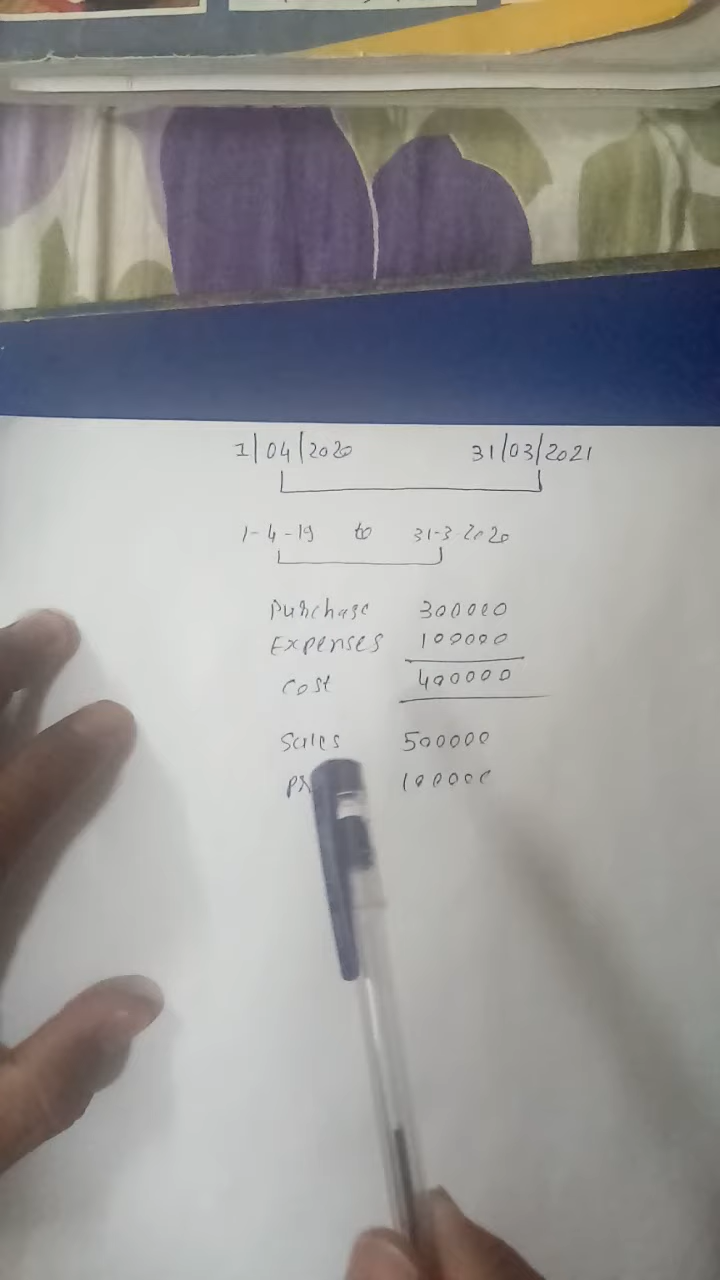 1/04/2020 31/03/2021
1-4-19 to 31-3-2020
Purchase 300000
Expenses 100000
Cost 400000
Sales 500000
100000